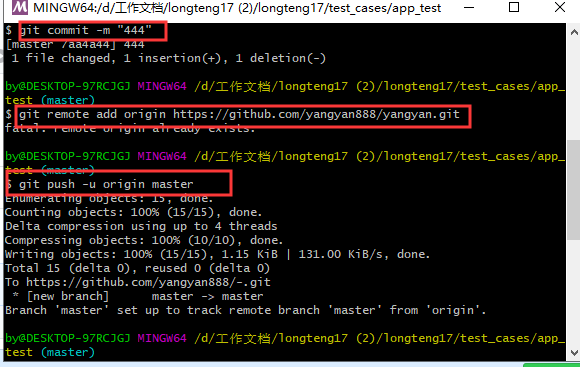 MINGW64:/d/工作文档/longteng17 (2)/longteng17/test_cases/app_test
$ git commit -m "444"
[master 7aa4a44] 444
1 file changed, 1 insertion(+), 1 deletion(-)
by@DESKTOP-97RCJGJ MINGW64 /d/工作文档/longteng17 (2)/longteng17/test_cases/app_
test (master)
$ git remote add origin https://github.com/yangyan888/yangyan.git
fatal: remote origin already exists.
by@DESKTOP-97RCJGJ MINGW64 /d/工作文档/longteng17 (2)/longteng17/test_cases/app_
test (master)
$ git push -u origin master
Enumerating objects: 15, done.
Counting objects: 100% (15/15), done.
Delta compression using up to 4 threads
Compressing objects: 100% (10/10), done.
Writing objects: 100% (15/15), 1.15 KiB | 131.00 KiB/s, done.
Total 15 (delta 0), reused 0 (delta 0)
To https://github.com/yangyan888/-.git
* [new branch] master -> master
Branch 'master' set up to track remote branch 'master' from 'origin'.
by@DESKTOP-97RCJGJ MINGW64 /d/工作文档/longteng17 (2)/longteng17/test_cases/app_
test (master)